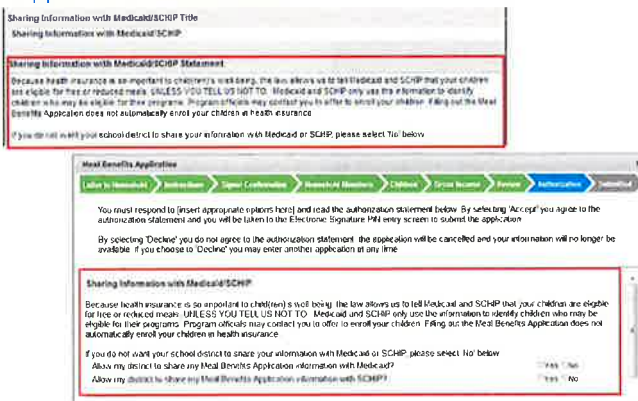 Sharing Information with Medicaid/SCHIP Title
Sharing Information with Medicaid/SCHIP
Sharing Information with Medicaid/SCHIP Statement
Because health insurance is so important to child(ren)'s well being, the law allows us to tell Medicaid and SCHIP that your children
are eligible for free or reduced meals, UNLESS YOU TELL US NOT TO. Medicaid and SCHIP only use the information to identify
children who may be eligible for their programs. Program officials may contact you to offer to enroll your children. Filling out the Meal
Benefits Application does not automatically enroll your children in health insurance
If you do not want your school district to share your information with Medicaid or SCHIP, please select 'No' below
Meal Benefits Application
Letter to Household
Instructions
Signer Confirmation
Household Members
Children
Gross Income
Review
Authorization
Submitted
You must respond to [insert appropriate options here] and read the authorization statement below. By selecting 'Accept' you agree to the
authorization statement and you will be taken to the Electronic Signature PIN entry screen to submit the application
By selecting 'Decline' you do not agree to the authorization statement, the application will be cancelled and your information will no longer be
available. If you choose to 'Decline' you may enter another application at any time
Sharing Information with Medicaid/SCHIP
Because health insurance is so important to child(ren)'s well being, the law allows us to tell Medicaid and SCHIP that your children are eligible
for free or reduced meals, UNLESS YOU TELL US NOT TO. Medicaid and SCHIP only use the information to identify children who may be
eligible for their programs. Program officials may contact you to offer to enroll your children. Filling out the Meal Benefits Application does not
automatically enroll your children in health insurance
If you do not want your school district to share your information with Medicaid or SCHIP, please select 'No' below
Allow my district to share my Meal Benefits Application information with Medicaid? Yes No
Allow my district to share my Meal Benefits Application information with SCHIP? Yes No